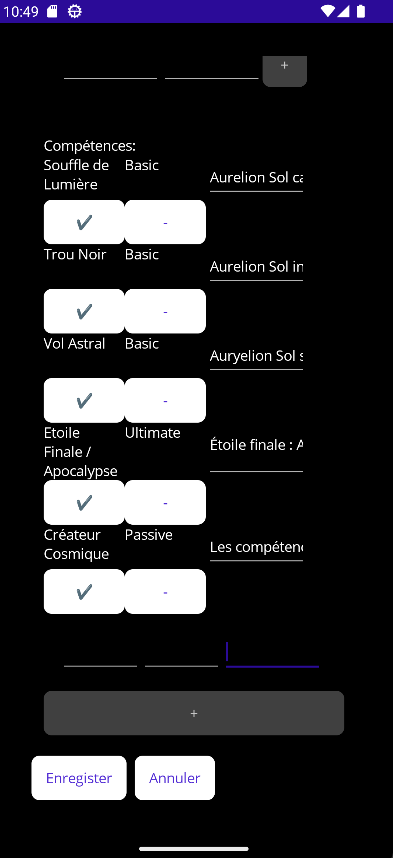 10:49
+
Compétences:
Souffle de Lumière Basic Aurelion Sol ca
✔ -
Trou Noir Basic Aurelion Sol in
✔ -
Vol Astral Basic Auryelion Sol s
✔ -
Etoile Finale / Apocalypse Ultimate Étoile finale : A
✔ -
Créateur Cosmique Passive Les compéten
✔ -
+
Enregister Annuler